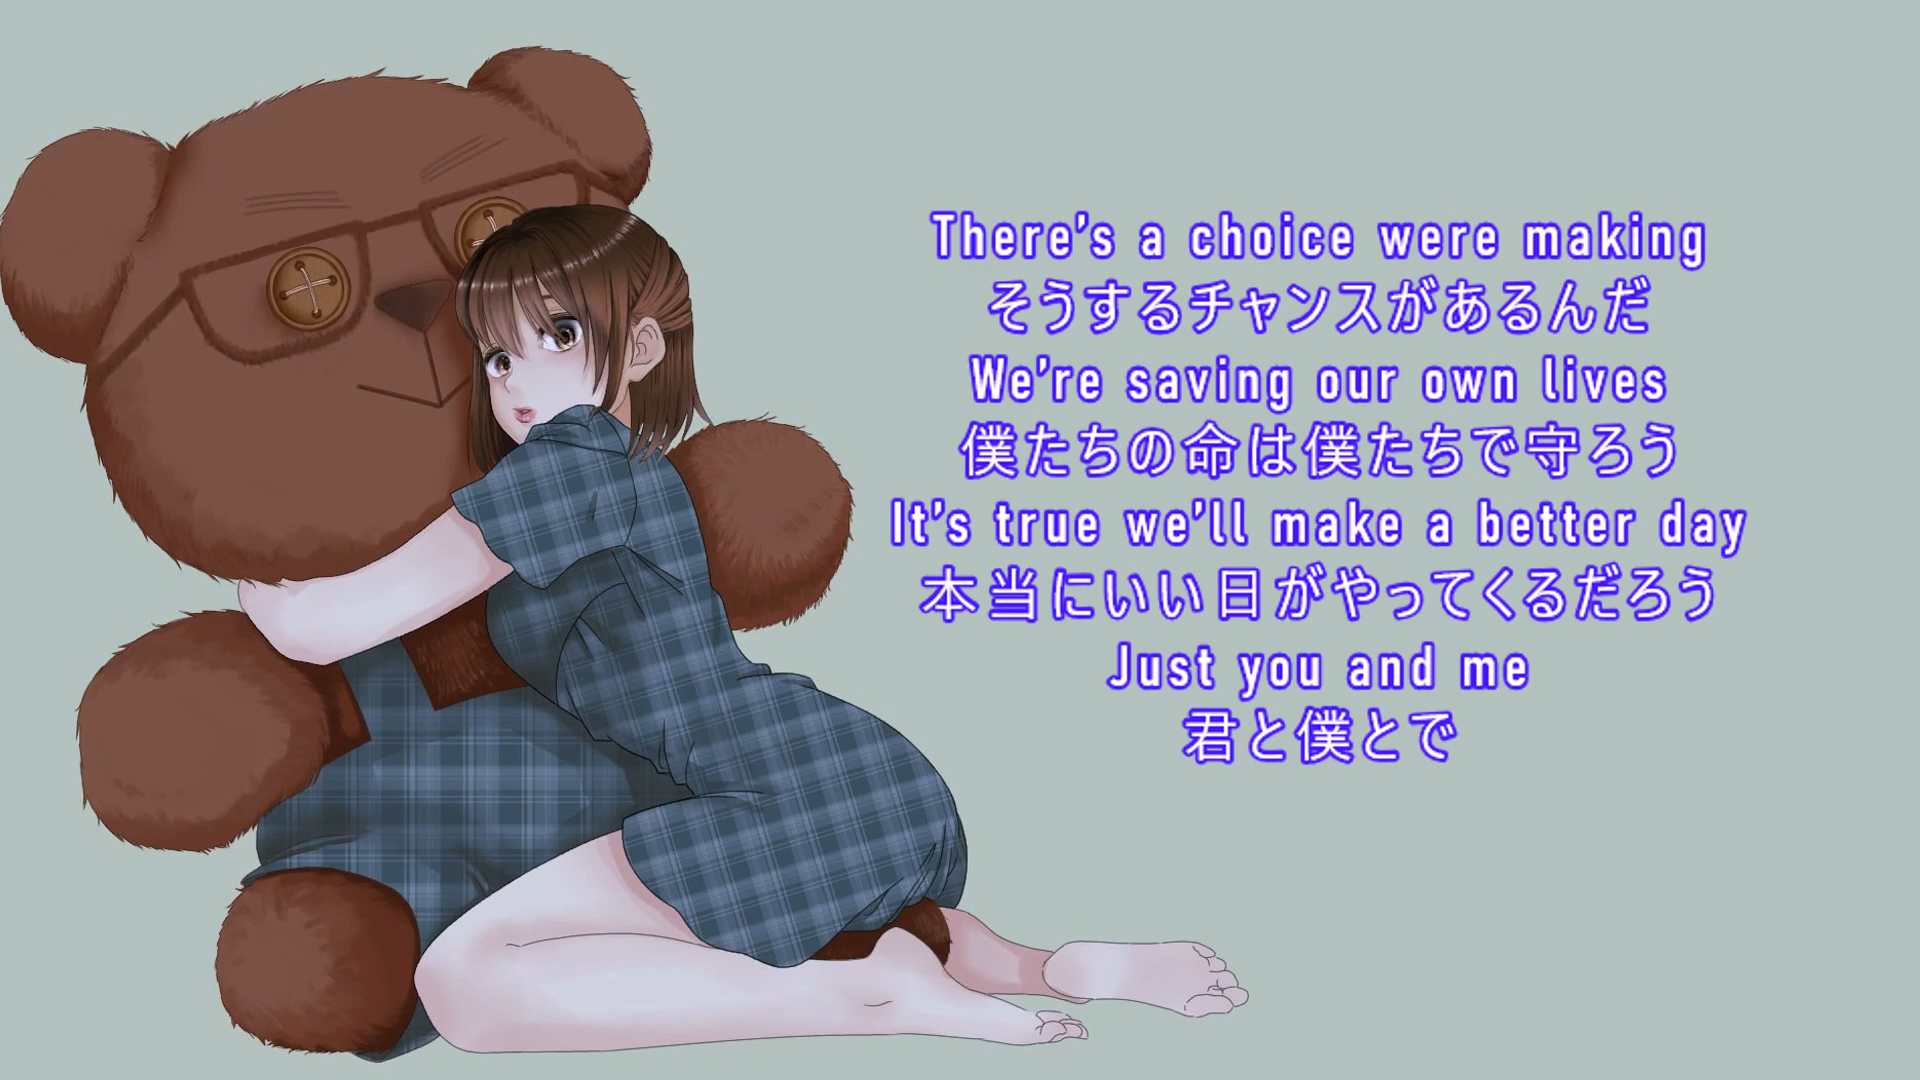 There's a choice were making
そうするチャンスがあるんだ
We're saving our own lives
僕たちの命は僕たちで守ろう
It's true we'll make a better day
本当にいい日がやってくるだろう
Just you and me
君と僕とで